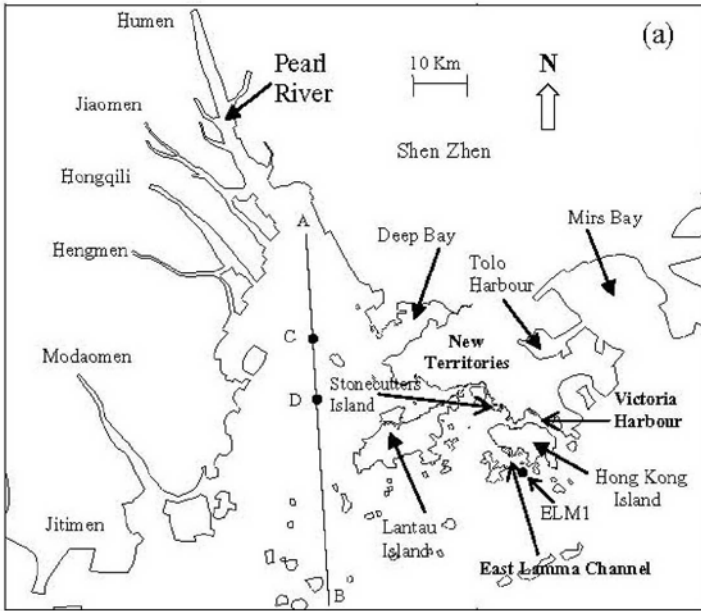 Humen
(a)
10 Km
N
Pearl
River
Jiaomen
Shen Zhen
Hongqili
Mirs Bay
A
Deep Bay
Tolo
Harbour
Hengmen
C
New
Territories
Modaomen
Stonecutters
Island
D
Victoria
Harbour
Hong Kong
Island
ELM1
Jitimen
Lantau
Island
East Lamma Channel
B